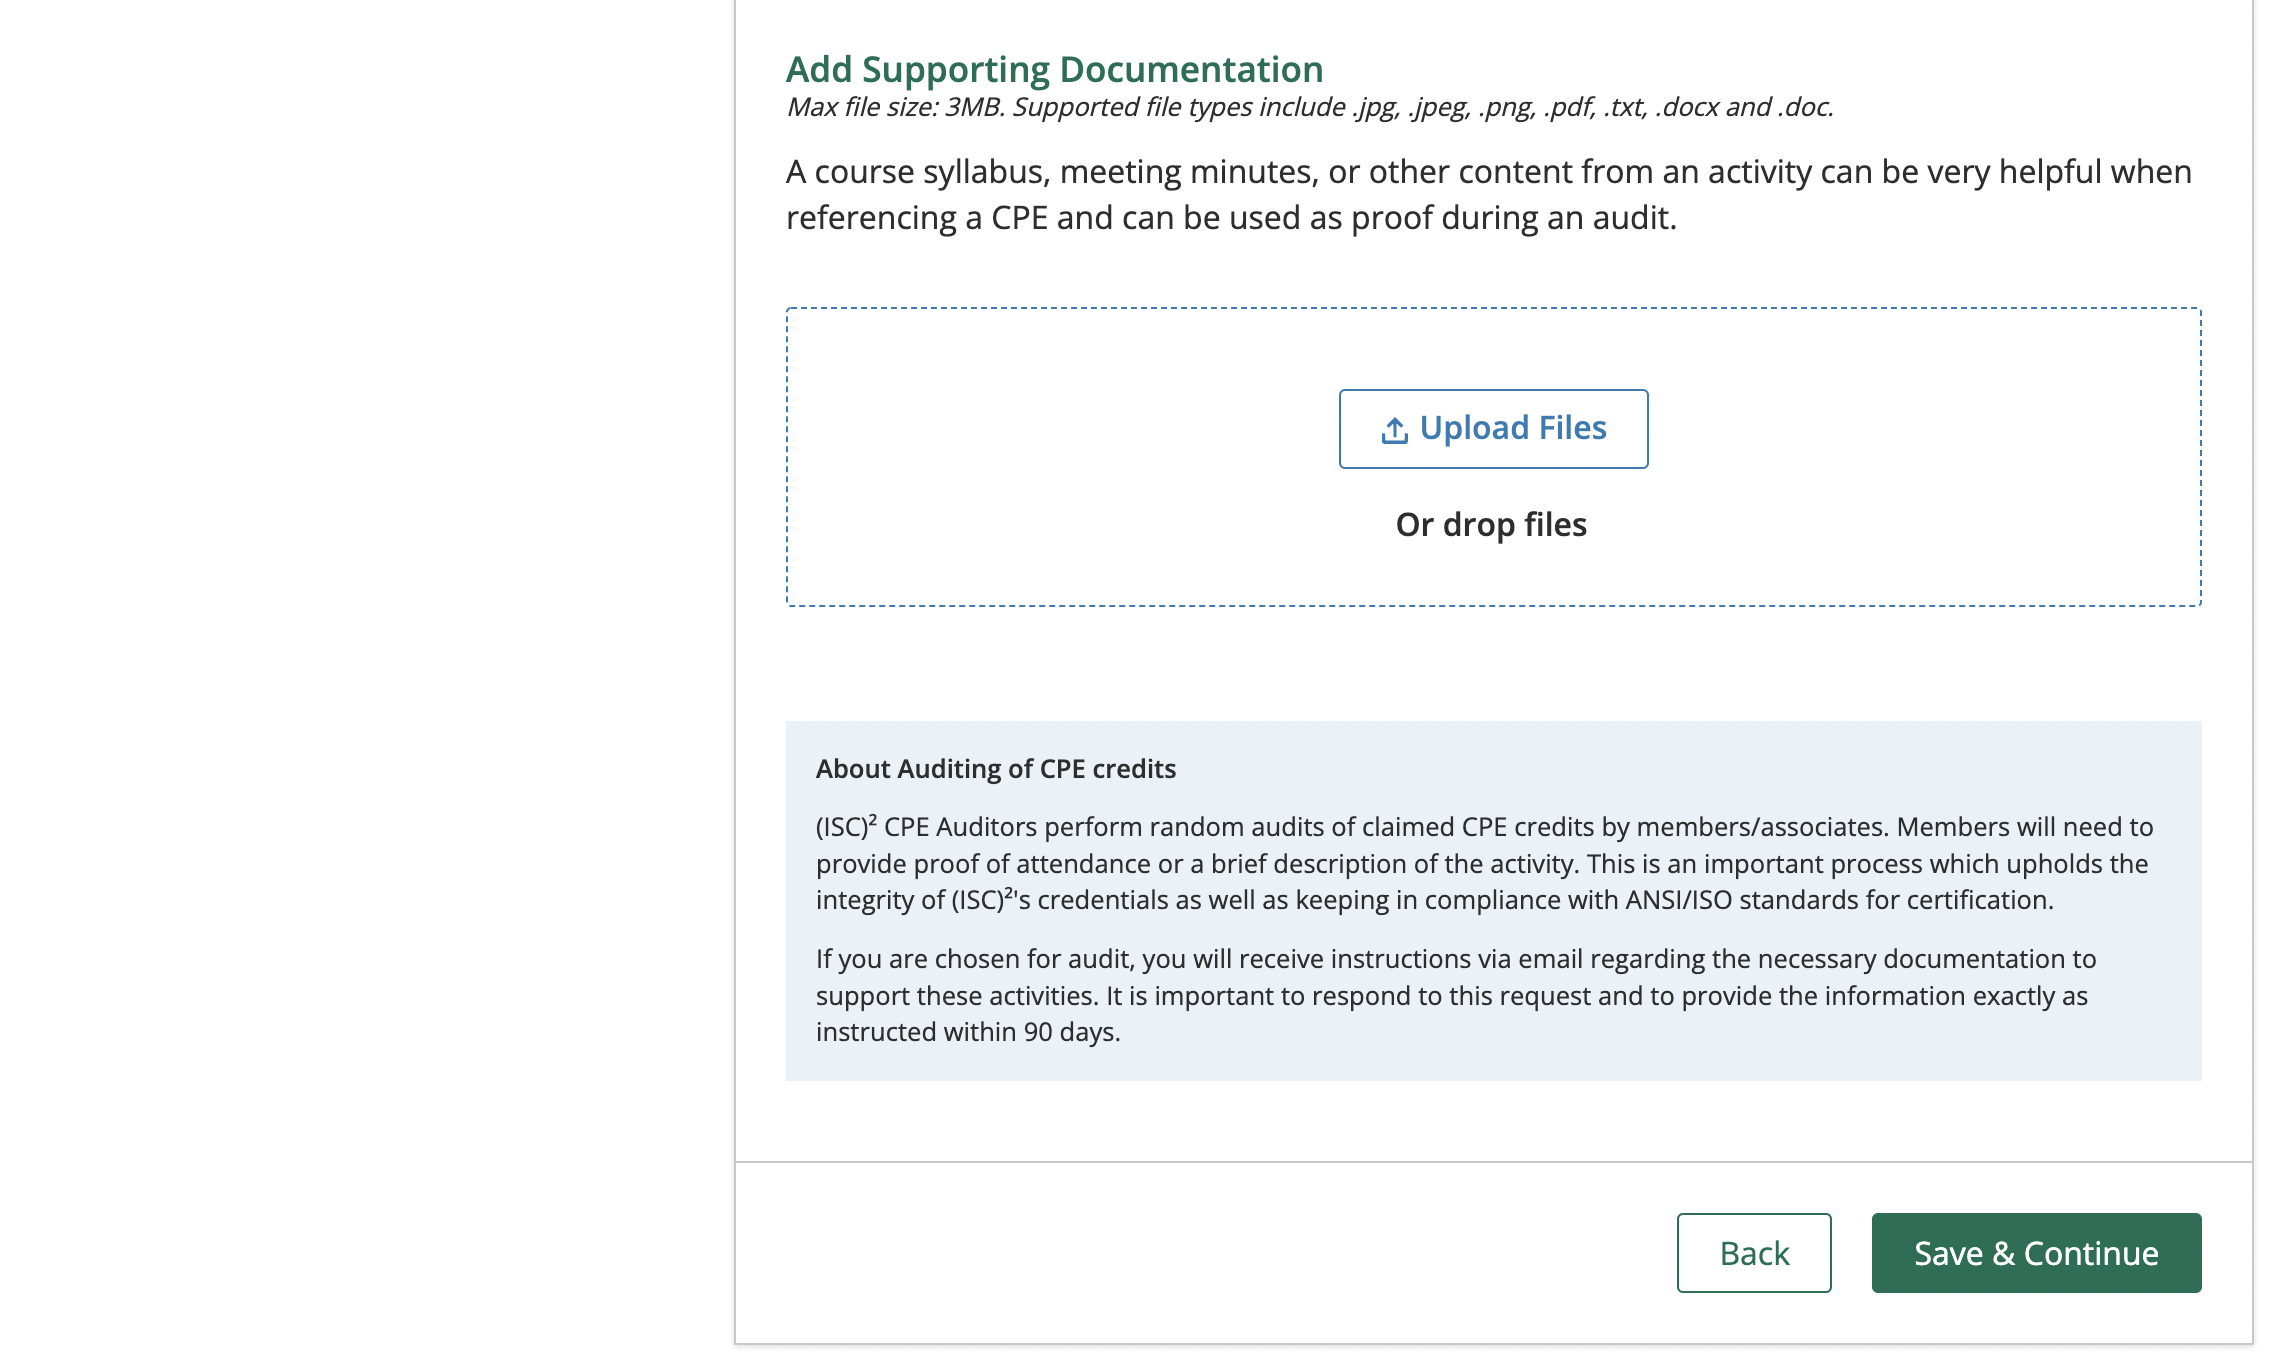 Add Supporting Documentation
Max file size: 3MB. Supported file types include .jpg, .jpeg, .png, .pdf, .txt, .docx and .doc.
A course syllabus, meeting minutes, or other content from an activity can be very helpful when
referencing a CPE and can be used as proof during an audit.
Upload Files
Or drop files
About Auditing of CPE credits
(ISC)² CPE Auditors perform random audits of claimed CPE credits by members/associates. Members will need to
provide proof of attendance or a brief description of the activity. This is an important process which upholds the
integrity of (ISC)²'s credentials as well as keeping in compliance with ANSI/ISO standards for certification.
If you are chosen for audit, you will receive instructions via email regarding the necessary documentation to
support these activities. It is important to respond to this request and to provide the information exactly as
instructed within 90 days.
Back
Save & Continue